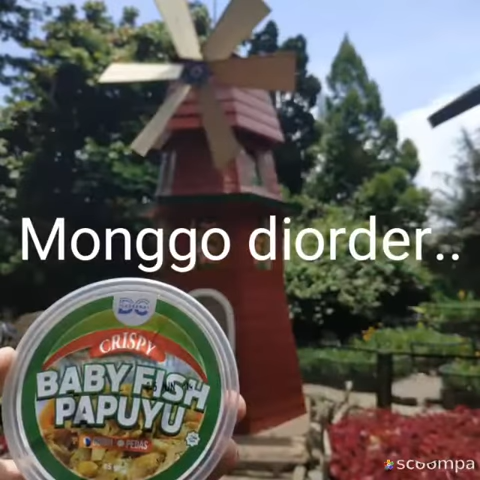 Monggo diorder..
DC
CRISPY
BABY FISH
PAPUYU
PEDAS
scoompa